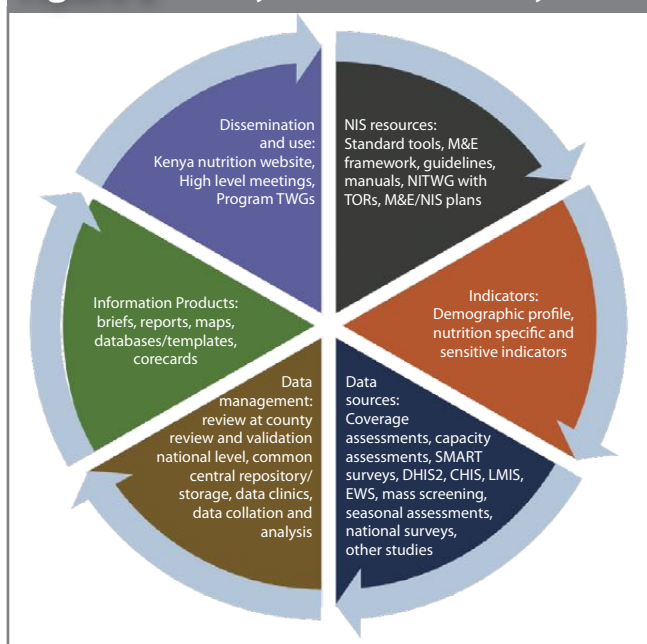 NIS resources:
Standard tools, M&E
framework, guidelines,
manuals, NITWG with
TORs, M&E/NIS plans
Indicators:
Demographic profile,
nutrition specific and
sensitive indicators
Data
sources:
Coverage
assessments, capacity
assessments, SMART
surveys, DHIS2, CHIS, LMIS,
EWS, mass screening,
seasonal assessments,
national surveys,
other studies
Data
management:
review at county
review and validation
national level, common
central repository/
storage, data clinics,
data collation and
analysis
Information Products:
briefs, reports, maps,
databases/templates,
corecards
Dissemination
and use:
Kenya nutrition website,
High level meetings,
Program TWGs